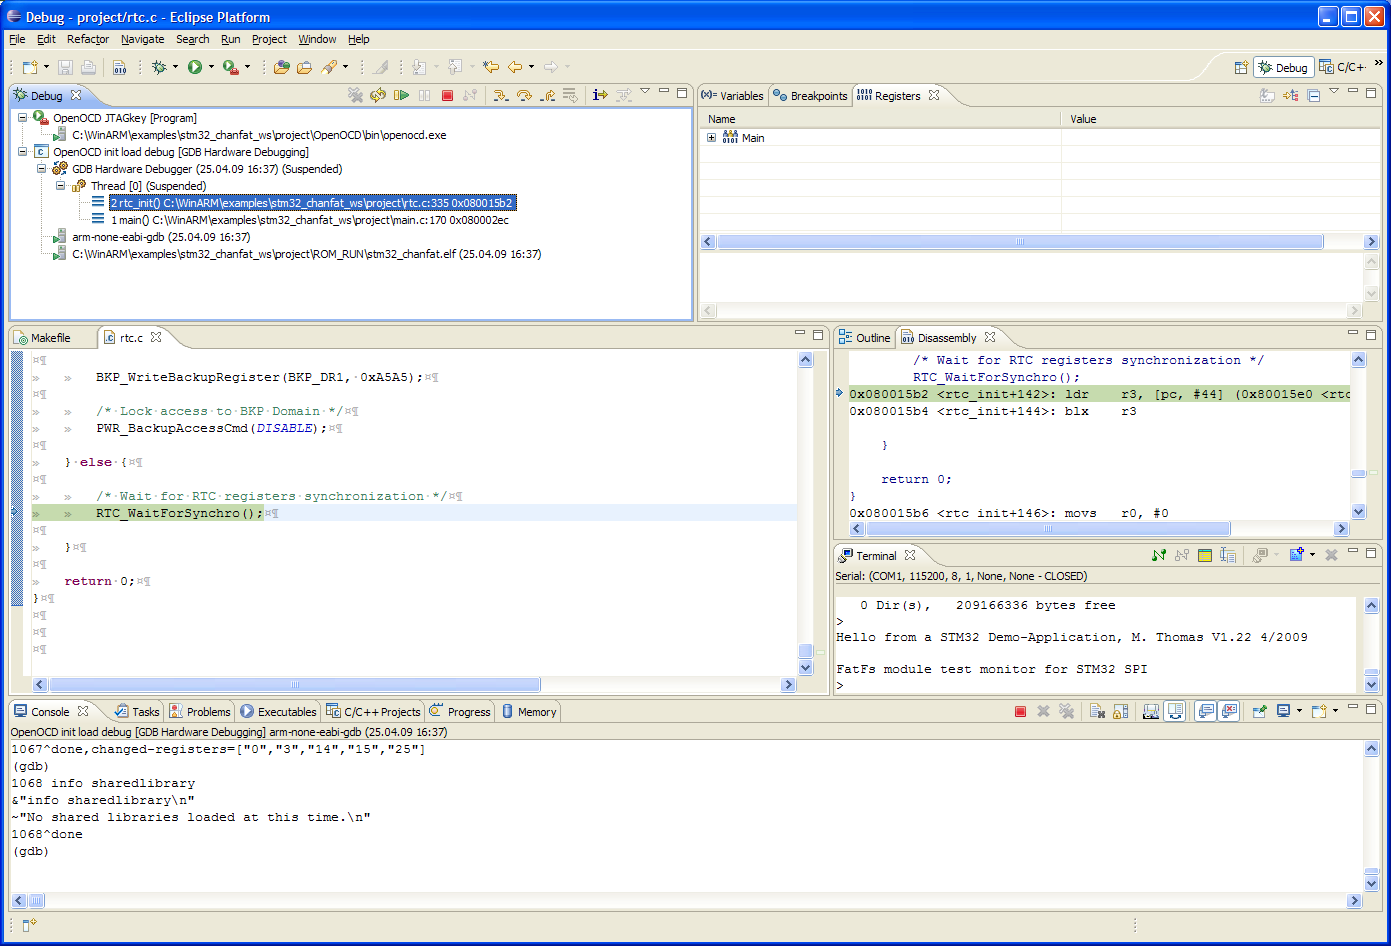 Debug - project/rtc.c - Eclipse Platform
File Edit Refactor Navigate Search Run Project Window Help
Debug C/C++ »
Debug
OpenOCD JTAGkey [Program]
C:\WinARM\examples\stm32_chanfat_ws\project\OpenOCD\bin\openocd.exe
OpenOCD init load debug [GDB Hardware Debugging]
GDB Hardware Debugger (25.04.09 16:37) (Suspended)
Thread [0] (Suspended)
2 rtc_init() C:\WinARM\examples\stm32_chanfat_ws\project\rtc.c:335 0x080015b2
1 main() C:\WinARM\examples\stm32_chanfat_ws\project\main.c:170 0x080002ec
arm-none-eabi-gdb (25.04.09 16:37)
C:\WinARM\examples\stm32_chanfat_ws\project\ROM_RUN\stm32_chanfat.elf (25.04.09 16:37)
Variables Breakpoints Registers
Name Value
Main
Makefile rtc.c
¤¶
» » BKP_WriteBackupRegister(BKP_DR1,·0xA5A5);¤¶
¤¶
» » /*·Lock·access·to·BKP·Domain·*/¤¶
» » PWR_BackupAccessCmd(DISABLE);¤¶
¤¶
» }·else·{¤¶
¤¶
» » /*·Wait·for·RTC·registers·synchronization·*/¤¶
» » RTC_WaitForSynchro();¤¶
¤¶
» }¤¶
¤¶
» return·0;¤¶
}¤¶
¤¶
¤¶
¤¶
Outline Disassembly
/* Wait for RTC registers synchronization */
RTC_WaitForSynchro();
0x080015b2 <rtc_init+142>: ldr r3, [pc, #44] (0x80015e0 <rtc
0x080015b4 <rtc_init+144>: blx r3
}
return 0;
}
0x080015b6 <rtc_init+146>: movs r0, #0
Terminal
Serial: (COM1, 115200, 8, 1, None, None - CLOSED)
0 Dir(s), 209166336 bytes free
>
Hello from a STM32 Demo-Application, M. Thomas V1.22 4/2009
FatFs module test monitor for STM32 SPI
>
Console Tasks Problems Executables C/C++ Projects Progress Memory
OpenOCD init load debug [GDB Hardware Debugging] arm-none-eabi-gdb (25.04.09 16:37)
1067^done,changed-registers=["0","3","14","15","25"]
(gdb)
1068 info sharedlibrary
&"info sharedlibrary\n"
~"No shared libraries loaded at this time.\n"
1068^done
(gdb)